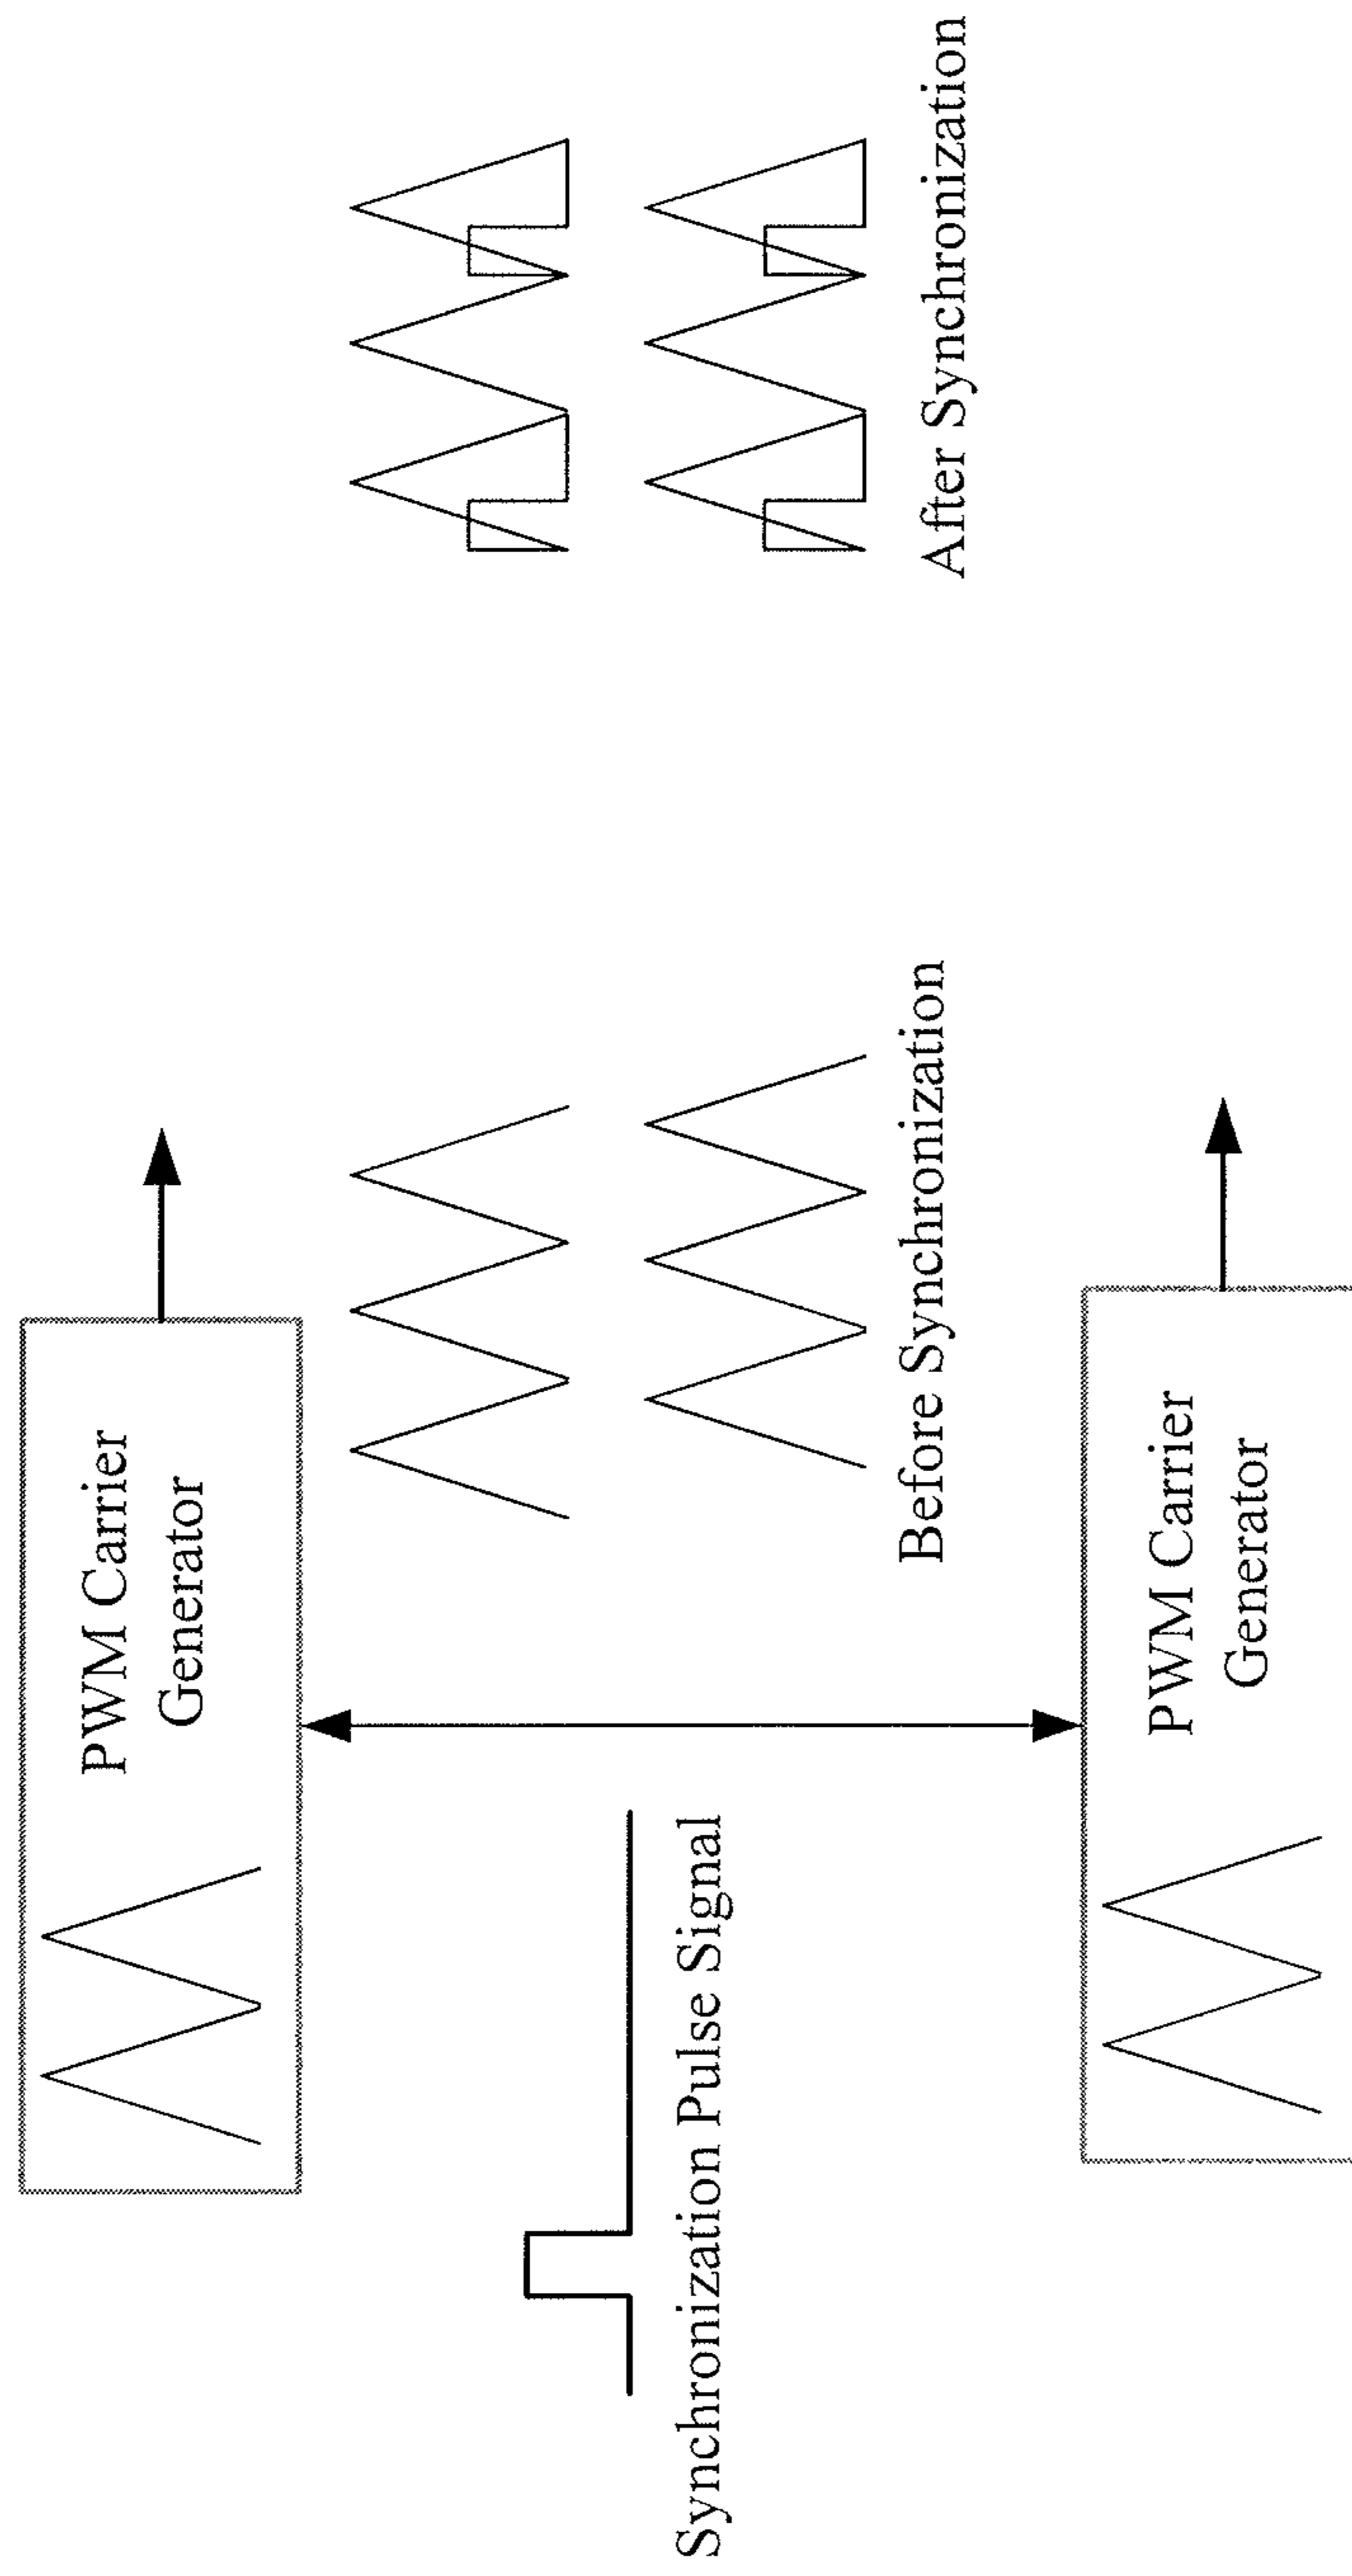 PWM Carrier
Generator
Synchronization Pulse Signal
Before Synchronization
After Synchronization
PWM Carrier
Generator